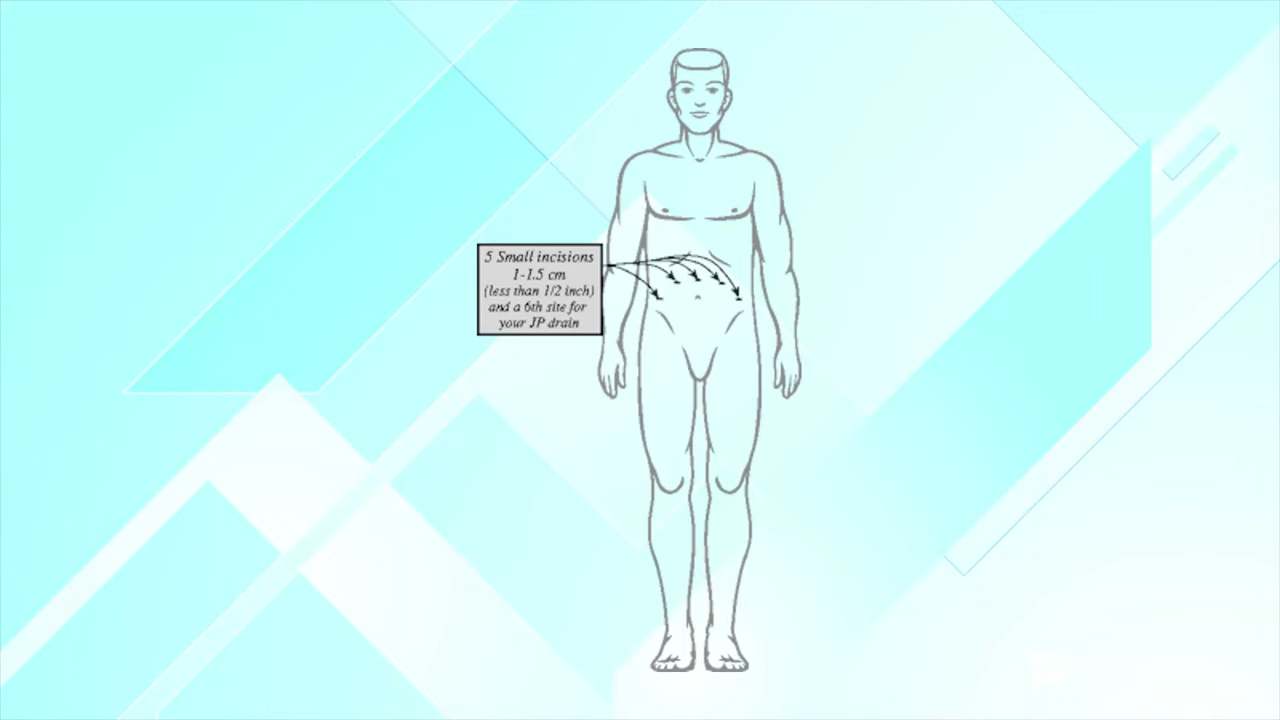 5 Small incisions
1-1.5 cm
(less than 1/2 inch)
and a 6th site for
your JP drain